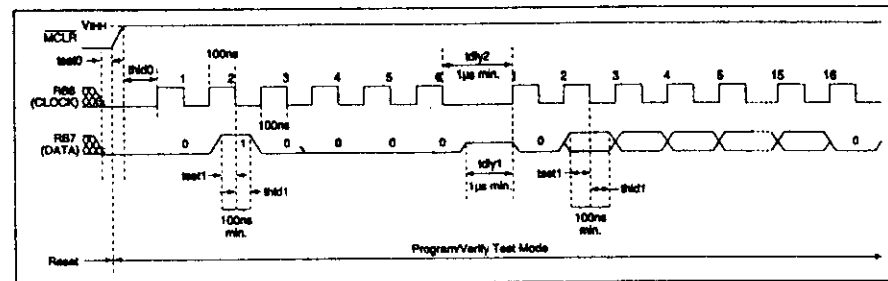 VIHH
MCLR
tset0
thld0
100ns
tdly2
1µs min.
1 2 3 4 5 6 1 2 3 4 5 15 16
RB6
(CLOCK)
100ns
RB7
(DATA)
0 1 0 0 0 0 0 0
tset1
thld1
tdly1
1µs min.
tset1
thld1
100ns
min.
100ns
min.
Reset
Program/Verify Test Mode